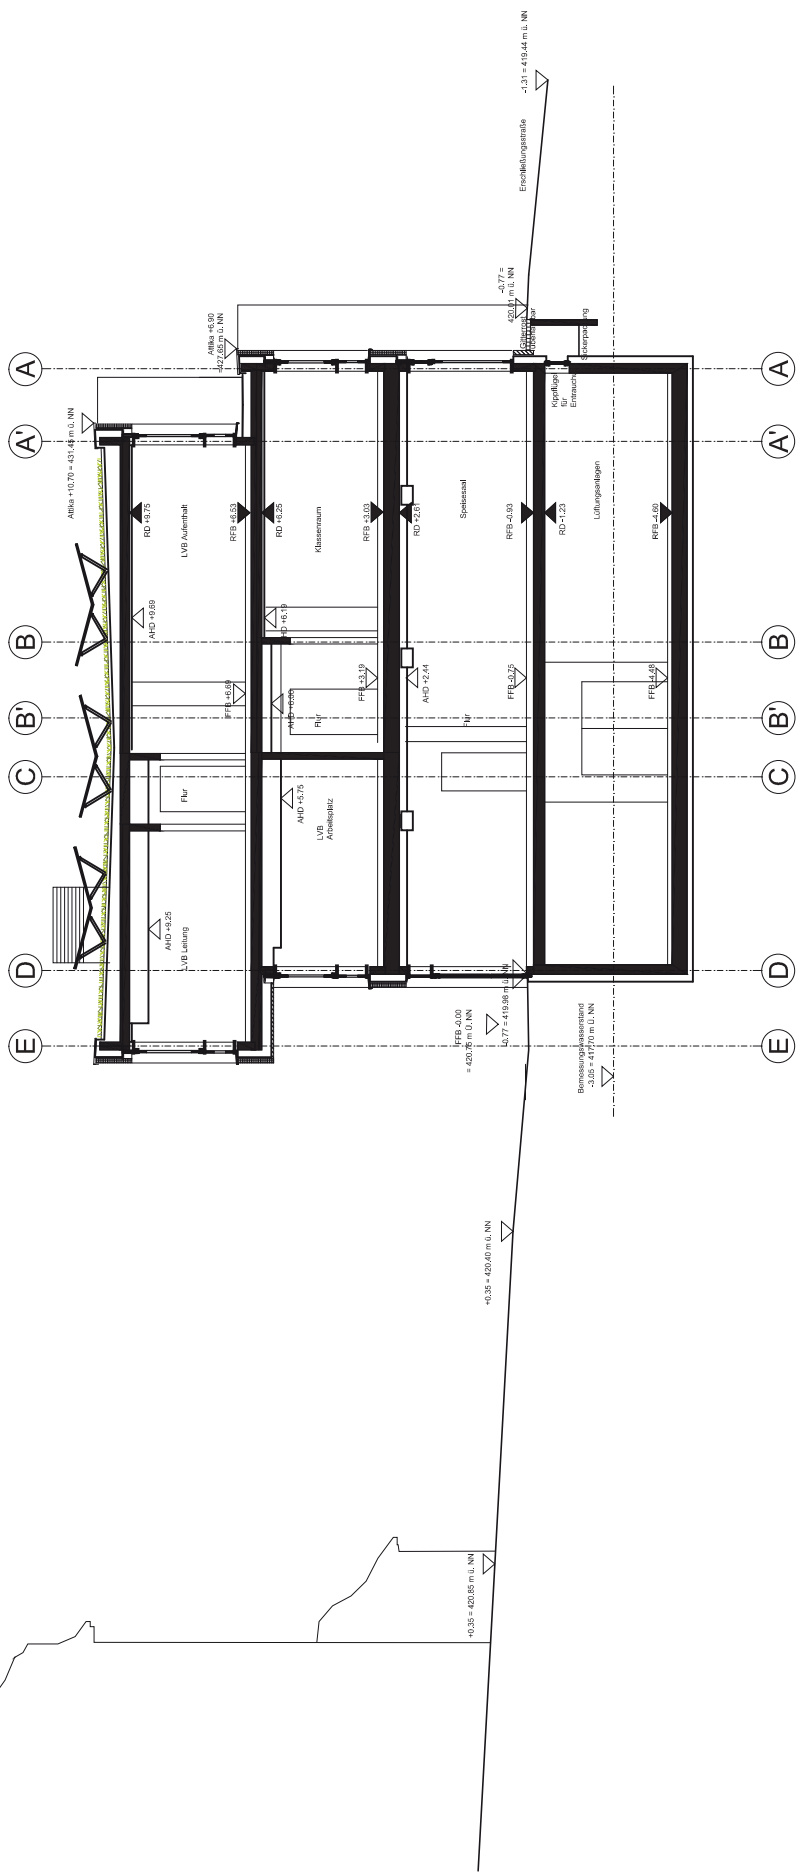 -1.31 = 419.44 m ü. NN
Erschließungsstraße
-0.77 =
420.01 m ü. NN
Gitterrost
überfahrbar
Sickerpackung
Kippflügel
für
Entrauchung
Attika +6.90
=427.65 m ü. NN
Attika +10.70 = 431.45 m ü. NN
A
A
A'
A'
RD +9.75
LVB Aufenthalt
RFB +6.53
RD +6.25
Klassenraum
RFB +3.03
RD +2.61
Speisesaal
RFB -0.93
RD -1.23
Lüftungsanlagen
RFB -4.60
AHD +9.69
AHD +6.19
B
B
FFB +6.69
AHD +6.00
Flur
FFB +3.19
AHD +2.44
Flur
FFB -0.75
FFB -4.48
B'
B'
C
C
Flur
AHD +5.75
LVB
Arbeitsplatz
AHD +9.25
LVB Leitung
D
D
FFB -0.00
= 420.75 m Ü. NN
-0.77 = 419.98 m ü. NN
Bemessungswasserstand
-3.05 = 417.70 m Ü. NN
E
E
+0.35 = 420.40 m ü. NN
+0.35 = 420.85 m ü. NN